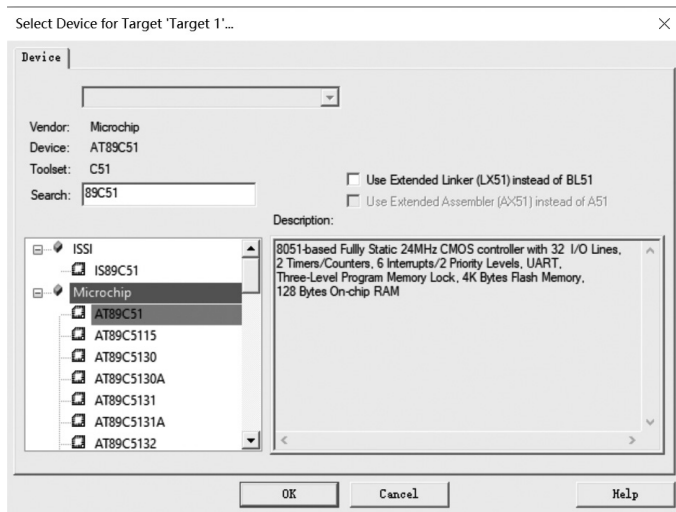 Select Device for Target 'Target 1'...
Device
Vendor: Microchip
Device: AT89C51
Toolset: C51
Search: 89C51
Use Extended Linker (LX51) instead of BL51
Use Extended Assembler (AX51) instead of A51
Description:
ISSI
IS89C51
Microchip
AT89C51
AT89C5115
AT89C5130
AT89C5130A
AT89C5131
AT89C5131A
AT89C5132
8051-based Fullly Static 24MHz CMOS controller with 32 I/O Lines,
2 Timers/Counters, 6 Interrupts/2 Priority Levels, UART,
Three-Level Program Memory Lock, 4K Bytes Flash Memory,
128 Bytes On-chip RAM
OK
Cancel
Help